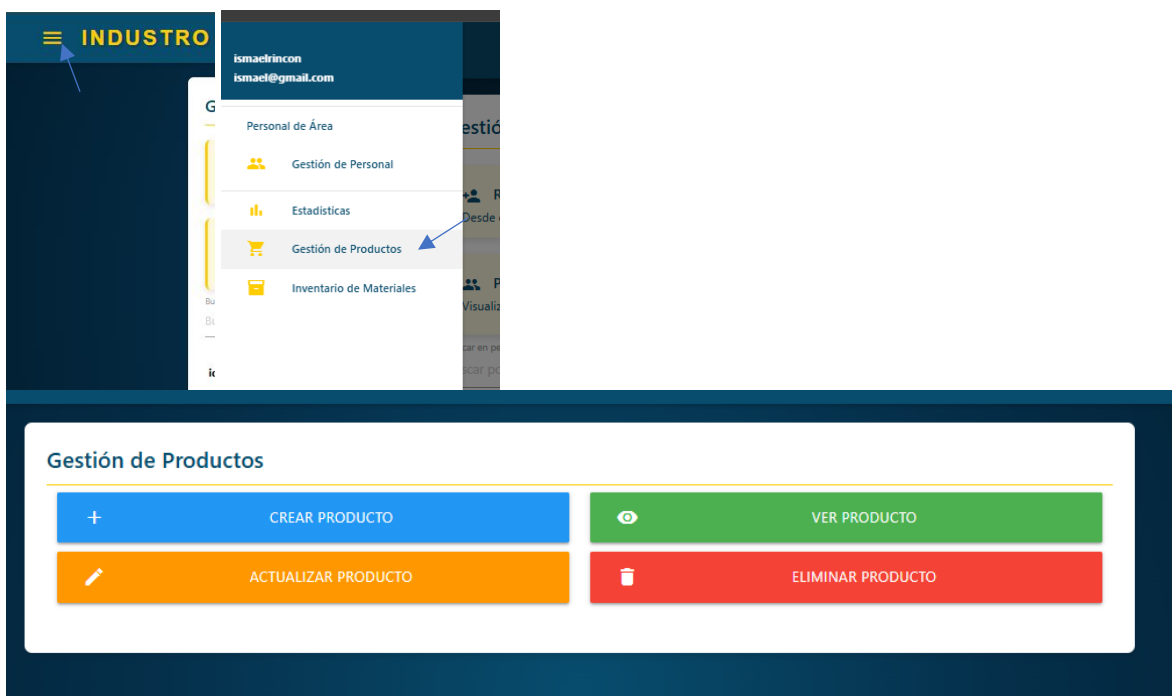 INDUSTRO
ismaelrincon
ismael@gmail.com
Personal de Área
Gestión de Personal
Estadísticas
Gestión de Productos
Inventario de Materiales
Desde
Gestión de Productos
CREAR PRODUCTO
VER PRODUCTO
ACTUALIZAR PRODUCTO
ELIMINAR PRODUCTO